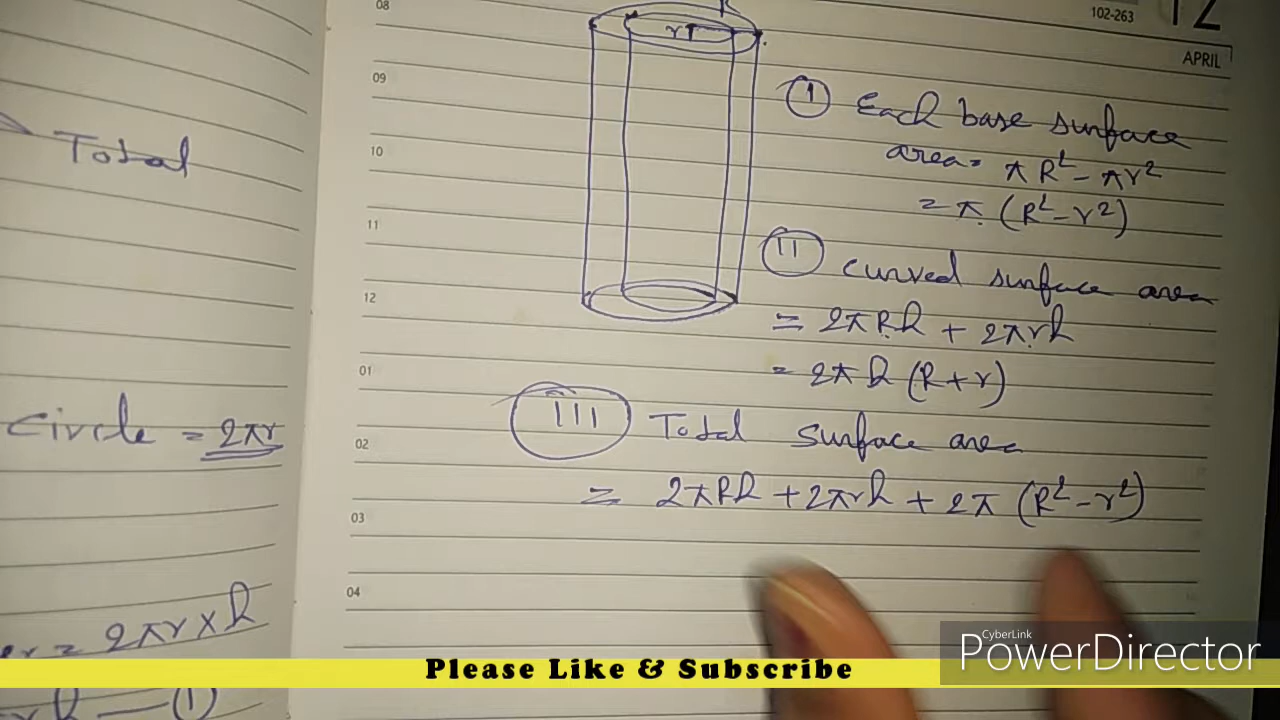 08
102-263
12
APRIL
R
r
09
10
11
12
01
02
03
04
Total
Circle = 2πr
= 2πr×h
(1)
(I) Each base surface
area = πR² - πr²
= π (R² - r²)
(II) curved surface area
= 2πRh + 2πrh
= 2πh (R + r)
(III) Total surface area
= 2πRh + 2πrh + 2π (R² - r²)
CyberLink
PowerDirector
Please Like & Subscribe